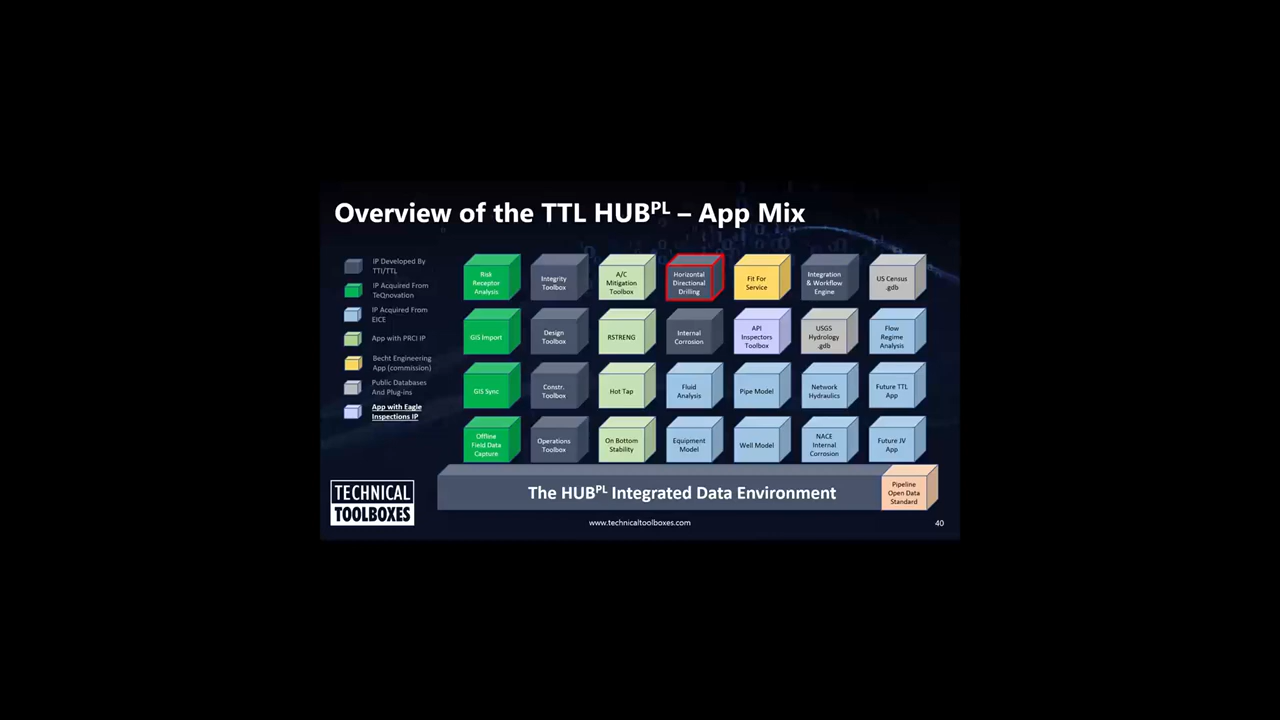 Overview of the TTL HUBPL – App Mix
IP Developed By
TTI/TTL
IP Acquired From
TeQnovation
IP Acquired From
EICE
App with PRCI IP
Becht Engineering
App (commission)
Public Databases
And Plug-ins
App with Eagle
Inspections IP
Risk
Receptor
Analysis
Integrity
Toolbox
A/C
Mitigation
Toolbox
Horizontal
Directional
Drilling
Fit For
Service
Integration
& Workflow
Engine
US Census
.gdb
GIS Import
Design
Toolbox
RSTRENG
Internal
Corrosion
API
Inspectors
Toolbox
USGS
Hydrology
.gdb
Flow
Regime
Analysis
GIS Sync
Constr.
Toolbox
Hot Tap
Fluid
Analysis
Pipe Model
Network
Hydraulics
Future TTL
App
Offline
Field Data
Capture
Operations
Toolbox
On Bottom
Stability
Equipment
Model
Well Model
NACE
Internal
Corrosion
Future JV
App
The HUBPL Integrated Data Environment
Pipeline
Open Data
Standard
TECHNICAL
TOOLBOXES
www.technicaltoolboxes.com
40